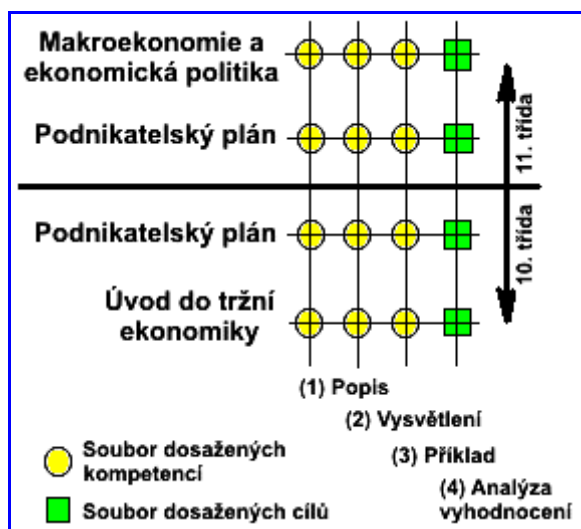 Makroekonomie a
ekonomická politika
Podnikatelský plán
11. třída
Podnikatelský plán
10. třída
Úvod do tržní
ekonomiky
(1) Popis
(2) Vysvětlení
(3) Příklad
(4) Analýza
vyhodnocení
Soubor dosažených
kompetencí
Soubor dosažených cílů